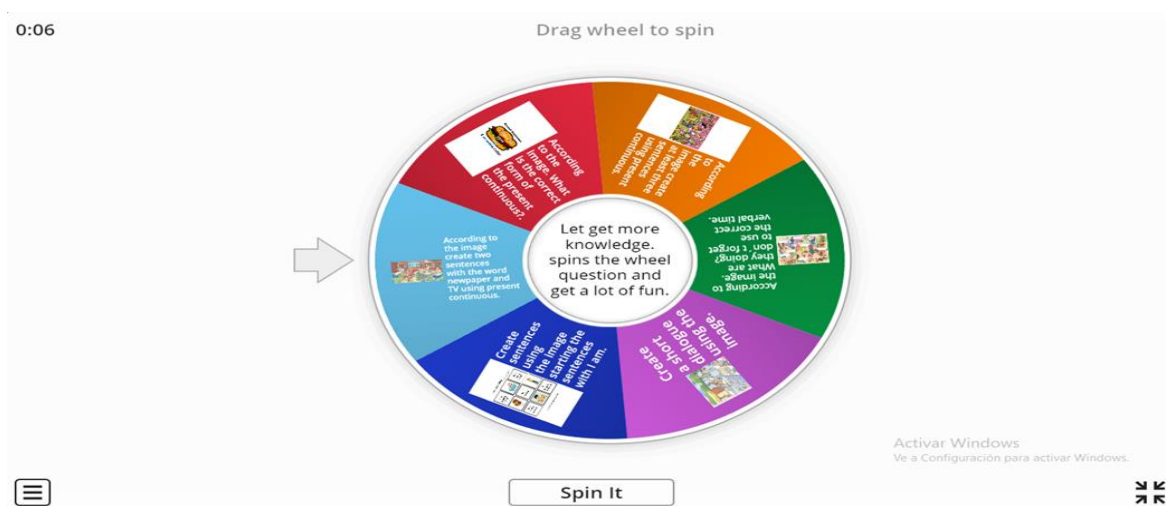 0:06
Drag wheel to spin
According
to the
image. What
is the correct
form of
the present
continuous?.
According
to
the
image create
at least three
sentences
using present
continuous.
According to
the image
create two
sentences
with the word
newpaper and
TV using present
continuous.
Let get more
knowledge.
spins the wheel
question and
get a lot of fun.
According to
the image.
What are
they doing?
don´t forget
to use
the correct
verbal time.
Create
sentences
using
the image
starting the
sentences
with I am.
Create
a short
dialogue
using the
image.
Activar Windows
Ve a Configuración para activar Windows.
Spin It